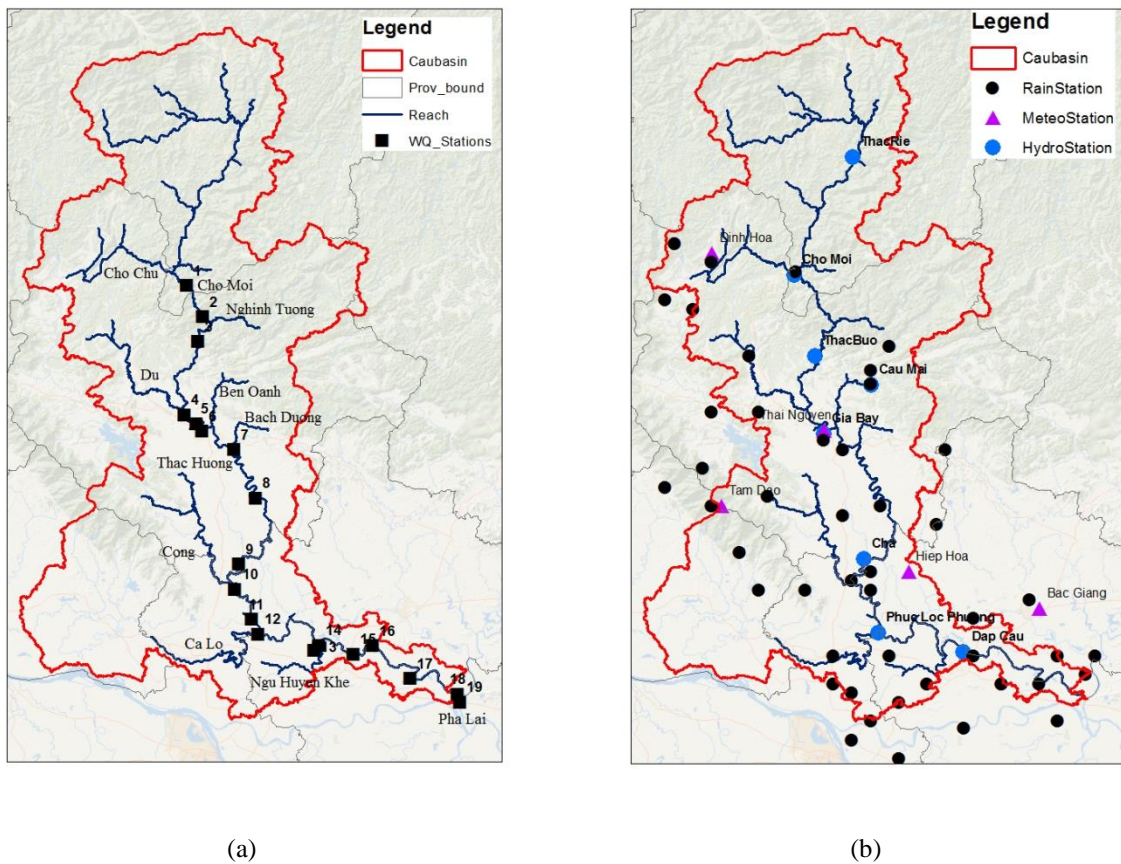 Legend
Caubasin
Prov_bound
Reach
WQ_Stations
1
Cho Chu
Cho Moi
2
Nghinh Tuong
Du
Ben Oanh
4
5
6
Bach Duong
7
Thac Huong
8
Cong
9
10
11
12
14
16
Ca Lo
13
15
Ngu Huyen Khe
17
18
19
Pha Lai
(a)
Legend
Caubasin
RainStation
MeteoStation
HydroStation
ThacRie
Dinh Hoa
Cho Moi
ThacBuo
Cau Mai
Thai Nguyen
Gia Bay
Tam Dao
Cha
Hiep Hoa
Bac Giang
Phuc Loc Phuong
Dap Cau
(b)